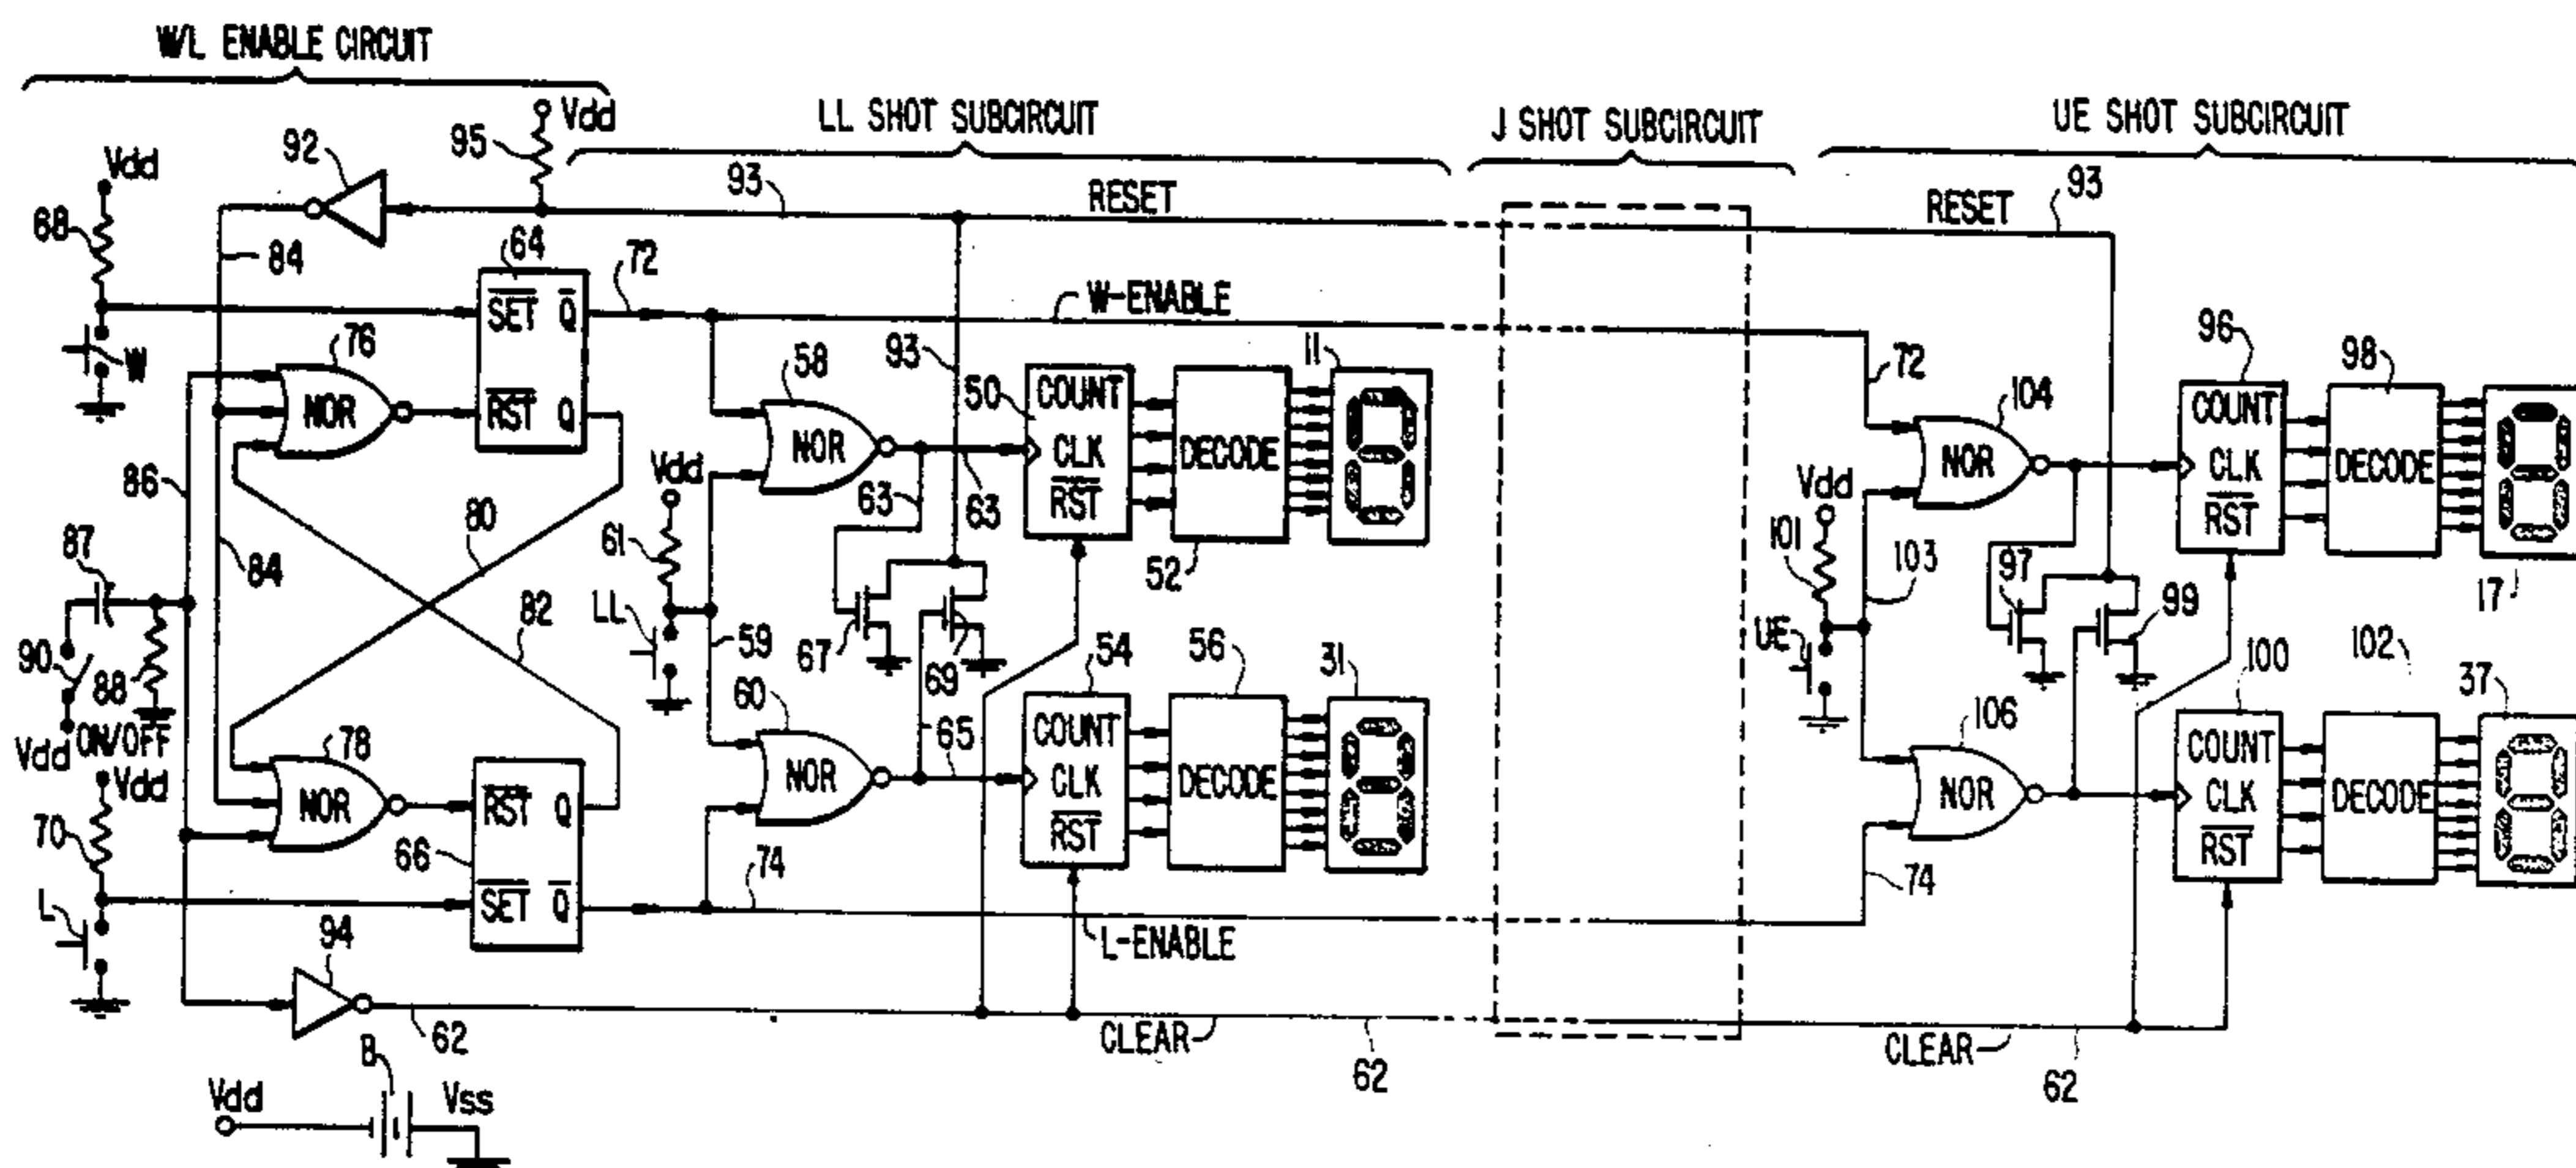 W/L ENABLE CIRCUIT
LL SHOT SUBCIRCUIT
J SHOT SUBCIRCUIT
UE SHOT SUBCIRCUIT
Vdd
95
92
Vdd
68
84
64
72
93
RESET
RESET
93
SET Q
RST Q
W
76
NOR
W-ENABLE
72
86
84
80
82
87
90
88
Vdd
ON/OFF
58
NOR
63
63
93
50
COUNT
CLK
RST
DECODE
52
11
Vdd
61
LL
59
67
69
104
NOR
96
COUNT
CLK
RST
98
DECODE
17
Vdd
101
103
UE
97
99
Vdd
70
L
78
NOR
66
RST Q
SET Q
60
NOR
65
74
54
COUNT
CLK
RST
56
DECODE
31
L-ENABLE
106
NOR
74
100
COUNT
CLK
RST
102
DECODE
37
94
62
CLEAR
62
CLEAR
62
Vdd
B
Vss